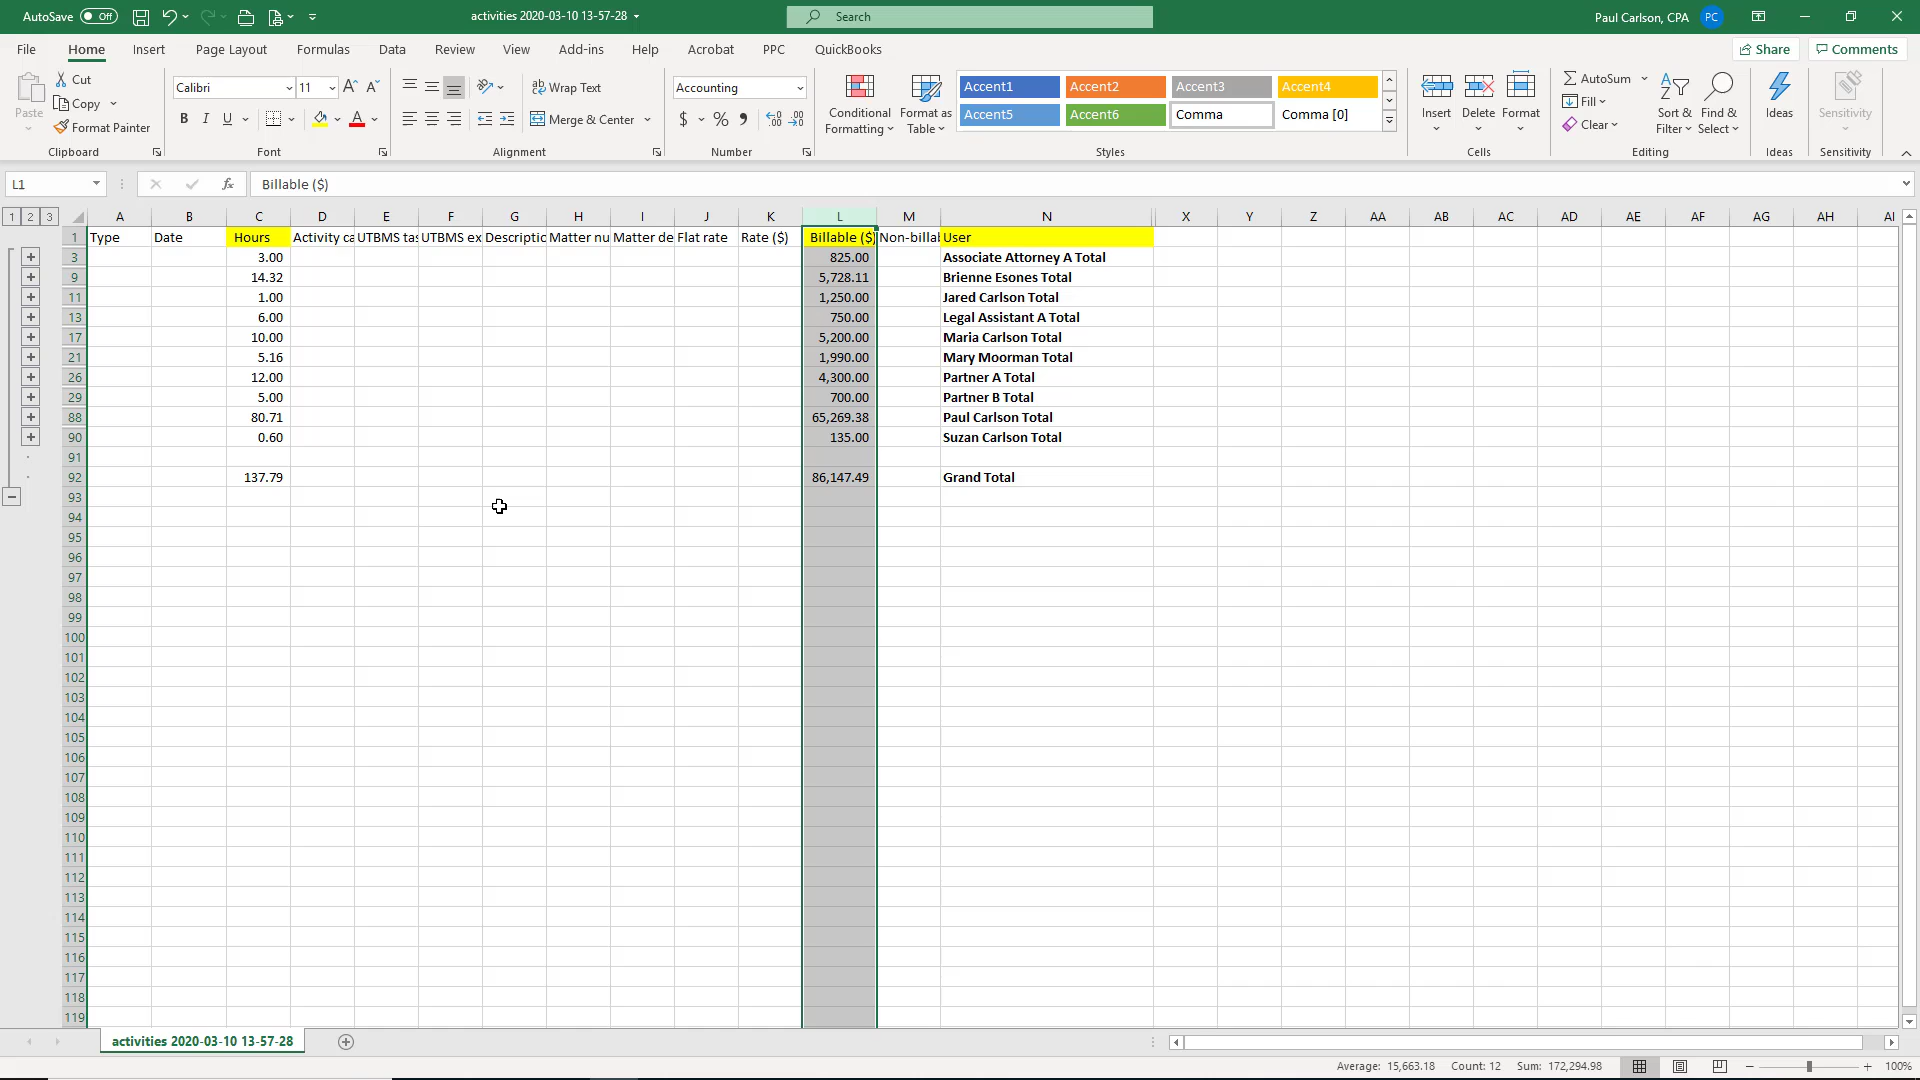 AutoSave Off activities 2020-03-10 13-57-28 Search Paul Carlson, CPA PC
File Home Insert Page Layout Formulas Data Review View Add-ins Help Acrobat PPC QuickBooks Share Comments
Paste Cut Copy Format Painter
Clipboard
Calibri 11 A A
B I U A
Font
Wrap Text
Merge & Center
Alignment
Accounting
$ %
Number
Conditional Formatting
Format as Table
Accent1 Accent2 Accent3 Accent4
Accent5 Accent6 Comma Comma [0]
Styles
Insert Delete Format
Cells
AutoSum
Fill
Clear
Sort & Filter
Find & Select
Editing
Ideas
Ideas
Sensitivity
Sensitivity
L1 fx Billable ($)
1 2 3 A B C D E F G H I J K L M N X Y Z AA AB AC AD AE AF AG AH AI
1 Type Date Hours Activity ca UTBMS tas UTBMS ex Descriptic Matter nu Matter de Flat rate Rate ($) Billable ($) Non-billal User
3 3.00 825.00 Associate Attorney A Total
9 14.32 5,728.11 Brienne Esones Total
11 1.00 1,250.00 Jared Carlson Total
13 6.00 750.00 Legal Assistant A Total
17 10.00 5,200.00 Maria Carlson Total
21 5.16 1,990.00 Mary Moorman Total
26 12.00 4,300.00 Partner A Total
29 5.00 700.00 Partner B Total
88 80.71 65,269.38 Paul Carlson Total
90 0.60 135.00 Suzan Carlson Total
91
92 137.79 86,147.49 Grand Total
93
94
95
96
97
98
99
100
101
102
103
104
105
106
107
108
109
110
111
112
113
114
115
116
117
118
119
activities 2020-03-10 13-57-28
Average: 15,663.18 Count: 12 Sum: 172,294.98 100%